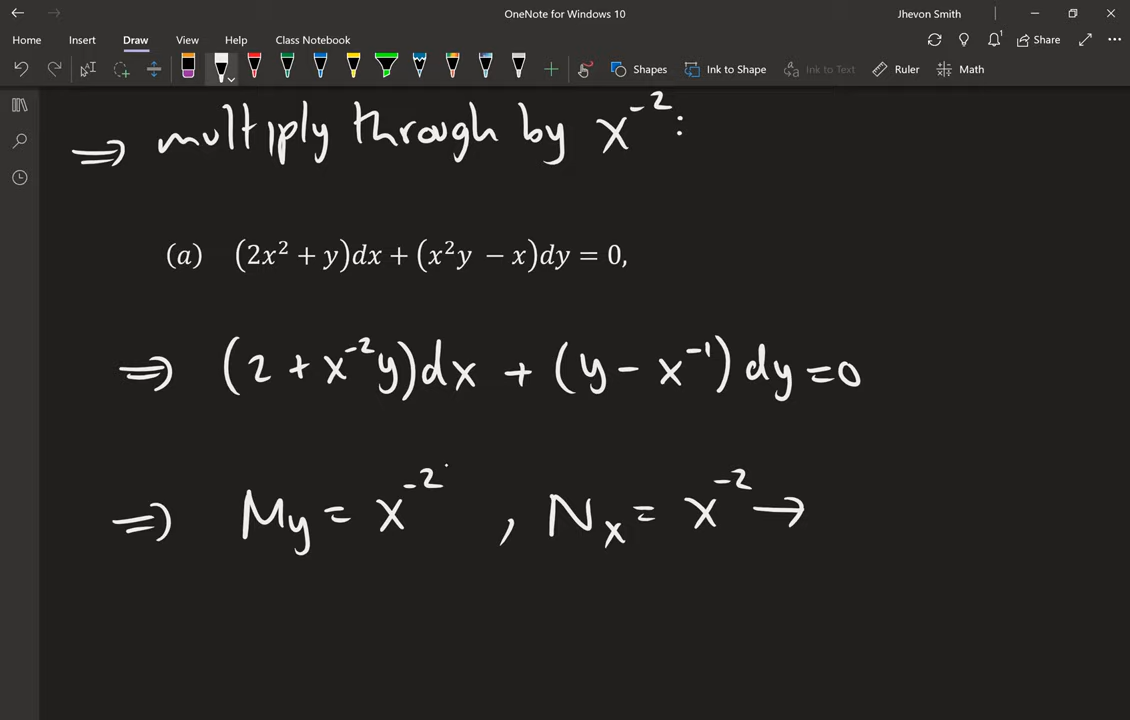 OneNote for Windows 10
Jhevon Smith
Home Insert Draw View Help Class Notebook
1 Share
Shapes Ink to Shape Ink to Text Ruler Math
⟹ multiply through by x⁻²:
(a) (2x² + y)dx + (x²y − x)dy = 0,
⟹ (2 + x⁻²y)dx + (y − x⁻¹)dy = 0
⟹ My = x⁻² , Nx = x⁻² →